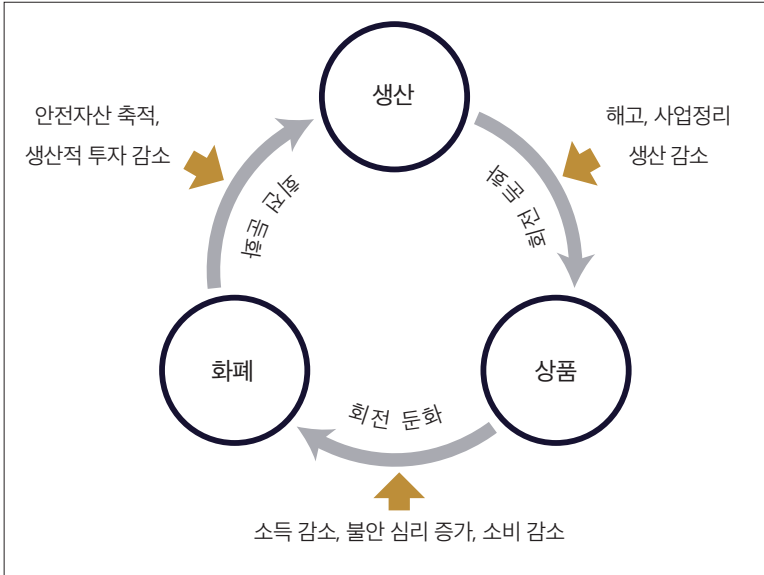 생산
안전자산 축적,
생산적 투자 감소
해고, 사업정리
생산 감소
회전 둔화
회전 둔화
화폐
상품
회전 둔화
소득 감소, 불안 심리 증가, 소비 감소